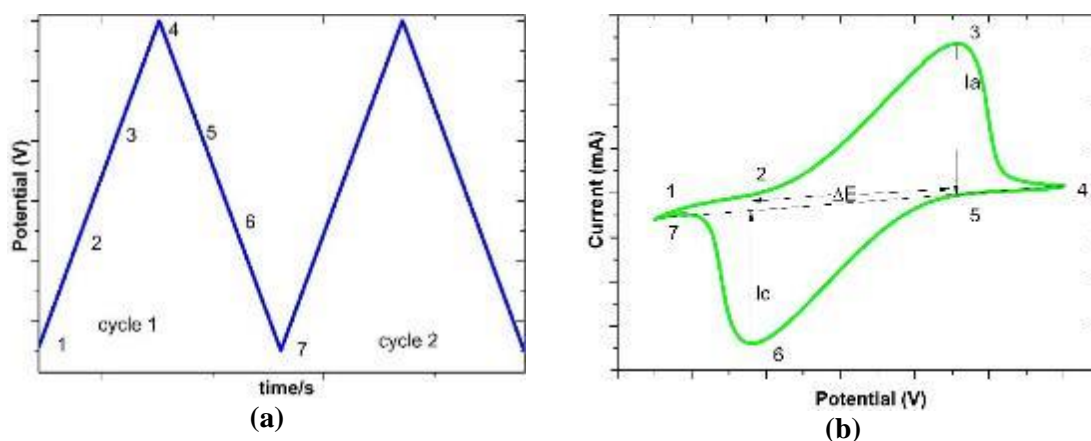 4
3
5
2
6
cycle 1
cycle 2
1
7
Potential (V)
time/s
(a)
3
Ia
2
1
ΔE
4
7
5
Ic
6
Current (mA)
Potential (V)
(b)